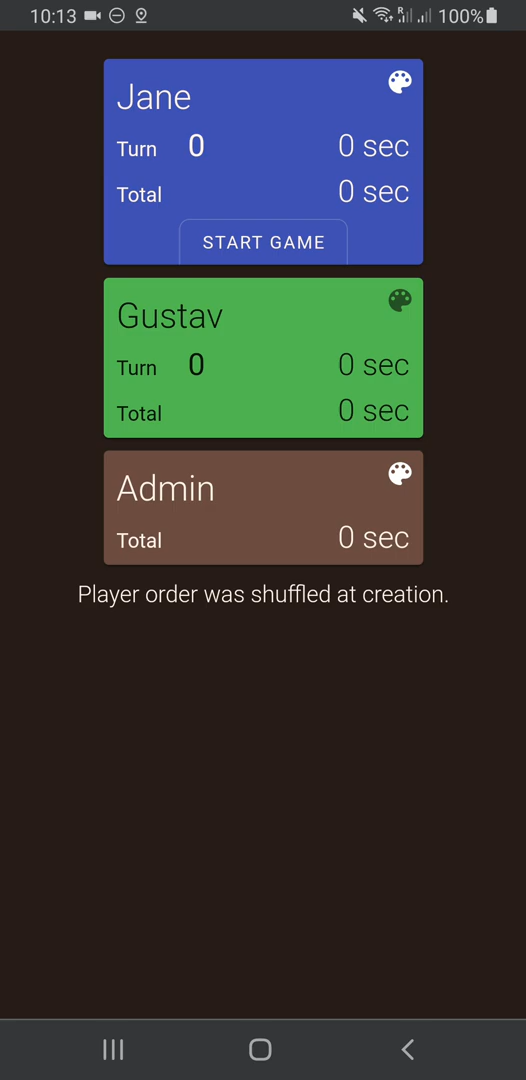 10:13 R 100%
Jane
Turn 0 0 sec
Total 0 sec
START GAME
Gustav
Turn 0 0 sec
Total 0 sec
Admin
Total 0 sec
Player order was shuffled at creation.